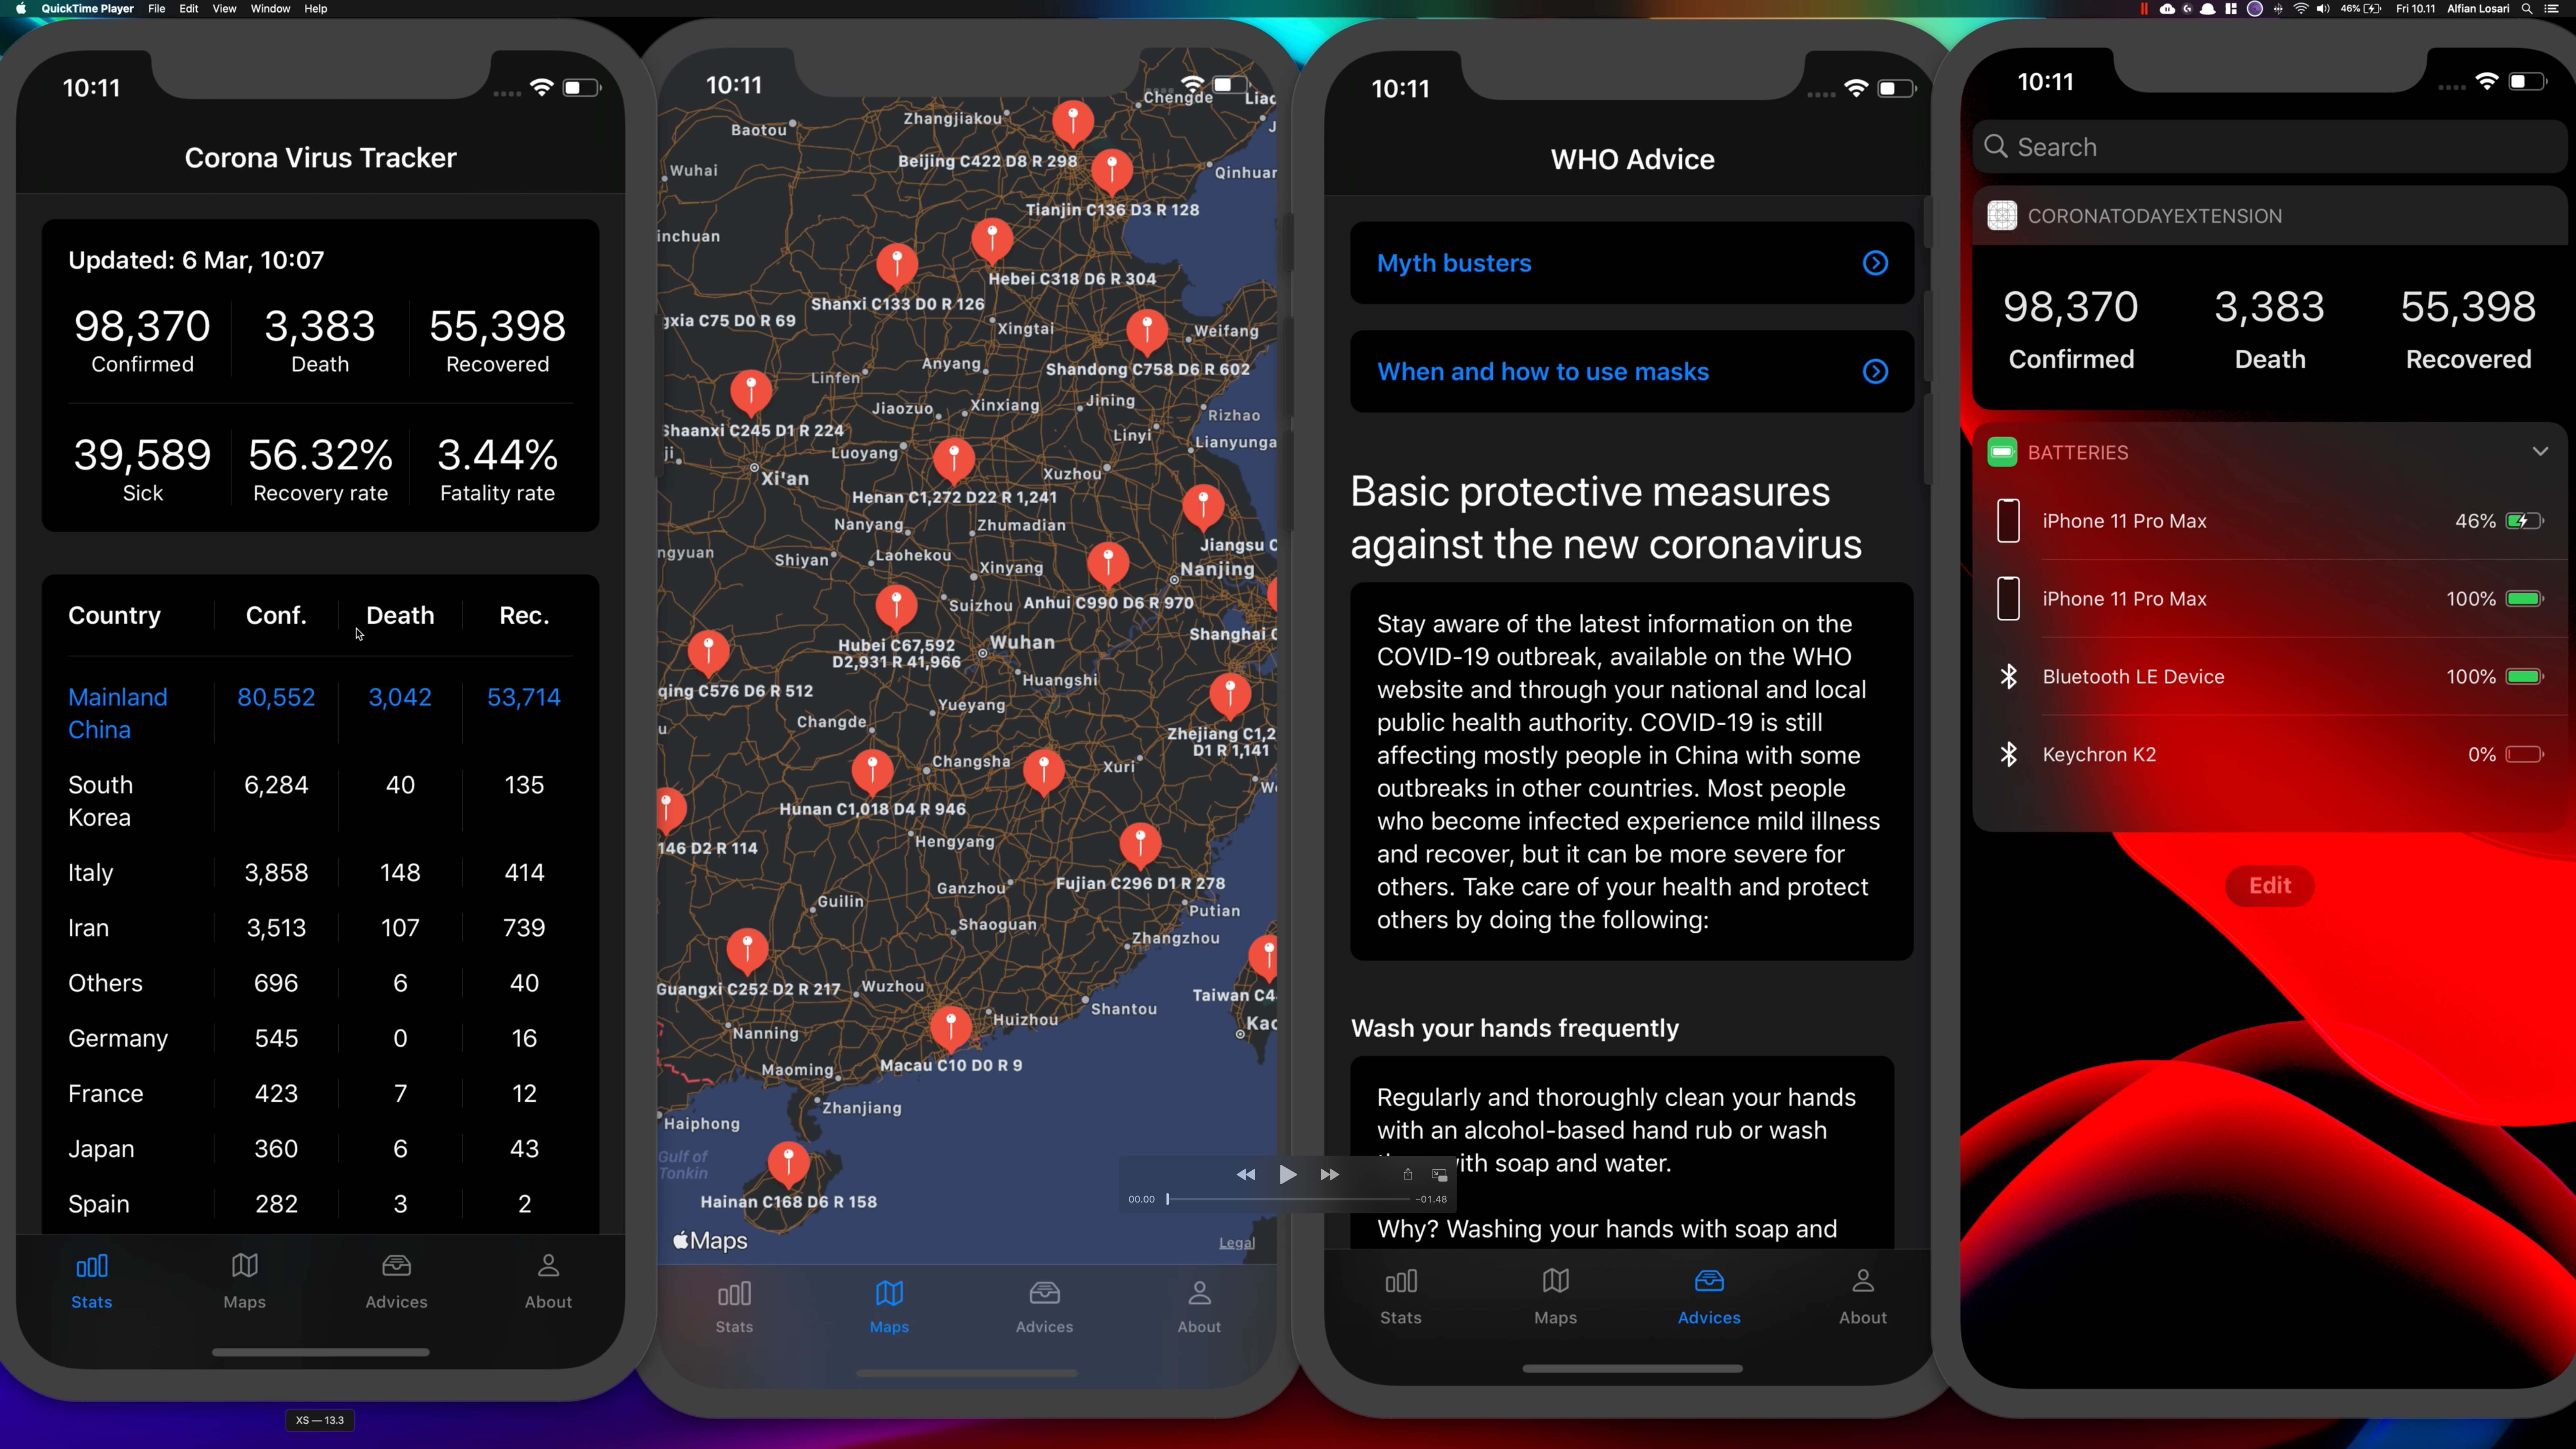 QuickTime Player File Edit View Window Help
46% Fri 10.11 Alfian Losari
10:11
Corona Virus Tracker
Updated: 6 Mar, 10:07
98,370 3,383 55,398
Confirmed Death Recovered
39,589 56.32% 3.44%
Sick Recovery rate Fatality rate
Country Conf. Death Rec.
Mainland China 80,552 3,042 53,714
South Korea 6,284 40 135
Italy 3,858 148 414
Iran 3,513 107 739
Others 696 6 40
Germany 545 0 16
France 423 7 12
Japan 360 6 43
Spain 282 3 2
Stats Maps Advices About
XS — 13.3
10:11
Chengde
Liao
Zhangjiakou
Baotou
Beijing C422 D8 R 298
Wuhai
Qinhuan
Tianjin C136 D3 R 128
inchuan
Hebei C318 D6 R 304
Shanxi C133 D0 R 126
gxia C75 D0 R 69
Xingtai
Weifang
Anyang
Shandong C758 D6 R 602
Linfen
Jiaozuo
Xinxiang
Jining
Rizhao
Shaanxi C245 D1 R 224
Linyi
Lianyunga
ji
Luoyang
Xuzhou
Xi'an
Henan C1,272 D22 R 1,241
Nanyang
Zhumadian
Jiangsu C
ngyuan
Shiyan
Laohekou
Xinyang
Nanjing
Suizhou
Anhui C990 D6 R 970
Hubei C67,592
D2,931 R 41,966
Wuhan
Shanghai C
Huangshi
qing C576 D6 R 512
Yueyang
Changde
u
Zhejiang C1,2
D1 R 1,141
Changsha
Xuri
We
Hunan C1,018 D4 R 946
Hengyang
146 D2 R 114
Ganzhou
Fujian C296 D1 R 278
Guilin
Putian
Shaoguan
Zhangzhou
Guangxi C252 D2 R 217
Wuzhou
Taiwan C4
Shantou
Huizhou
Kao
Nanning
Macau C10 D0 R 9
Maoming
Zhanjiang
Haiphong
Gulf of
Tonkin
Hainan C168 D6 R 158
Maps
Legal
Stats Maps Advices About
00.00 -01.48
10:11
WHO Advice
Myth busters
When and how to use masks
Basic protective measures
against the new coronavirus
Stay aware of the latest information on the
COVID-19 outbreak, available on the WHO
website and through your national and local
public health authority. COVID-19 is still
affecting mostly people in China with some
outbreaks in other countries. Most people
who become infected experience mild illness
and recover, but it can be more severe for
others. Take care of your health and protect
others by doing the following:
Wash your hands frequently
Regularly and thoroughly clean your hands
with an alcohol-based hand rub or wash
with soap and water.
Why? Washing your hands with soap and
Stats Maps Advices About
10:11
Search
CORONATODAYEXTENSION
98,370 3,383 55,398
Confirmed Death Recovered
BATTERIES
iPhone 11 Pro Max 46%
iPhone 11 Pro Max 100%
Bluetooth LE Device 100%
Keychron K2 0%
Edit